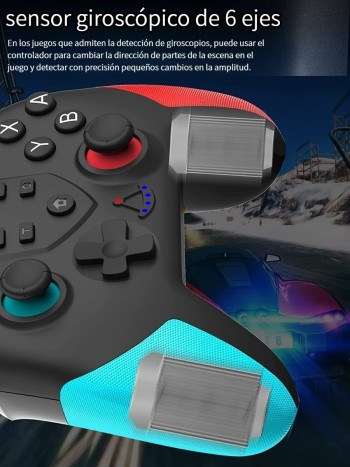 sensor giroscópico de 6 ejes
En los juegos que admiten la detección de giroscopios, puede usar el
controlador para cambiar la dirección de partes de la escena en el
juego y detectar con precisión pequeños cambios en la amplitud.
A
X
B
Y
T